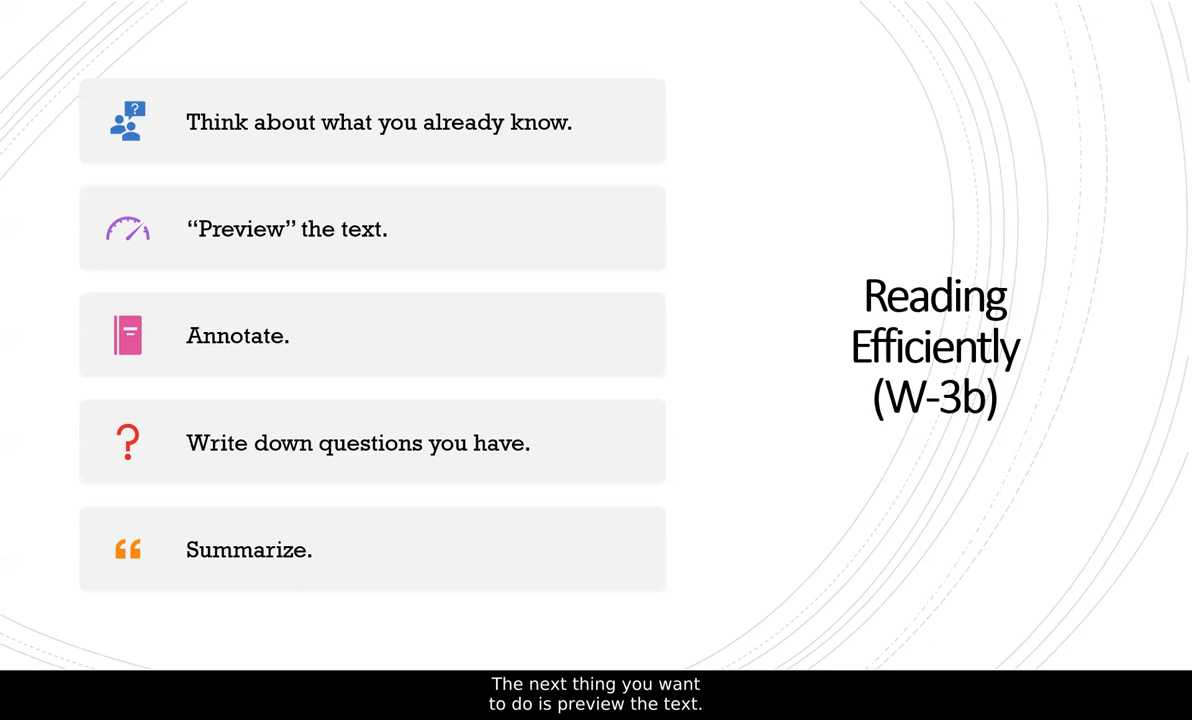 Think about what you already know.
“Preview” the text.
Annotate.
Write down questions you have.
Summarize.
Reading
Efficiently
(W-3b)
The next thing you want
to do is preview the text.